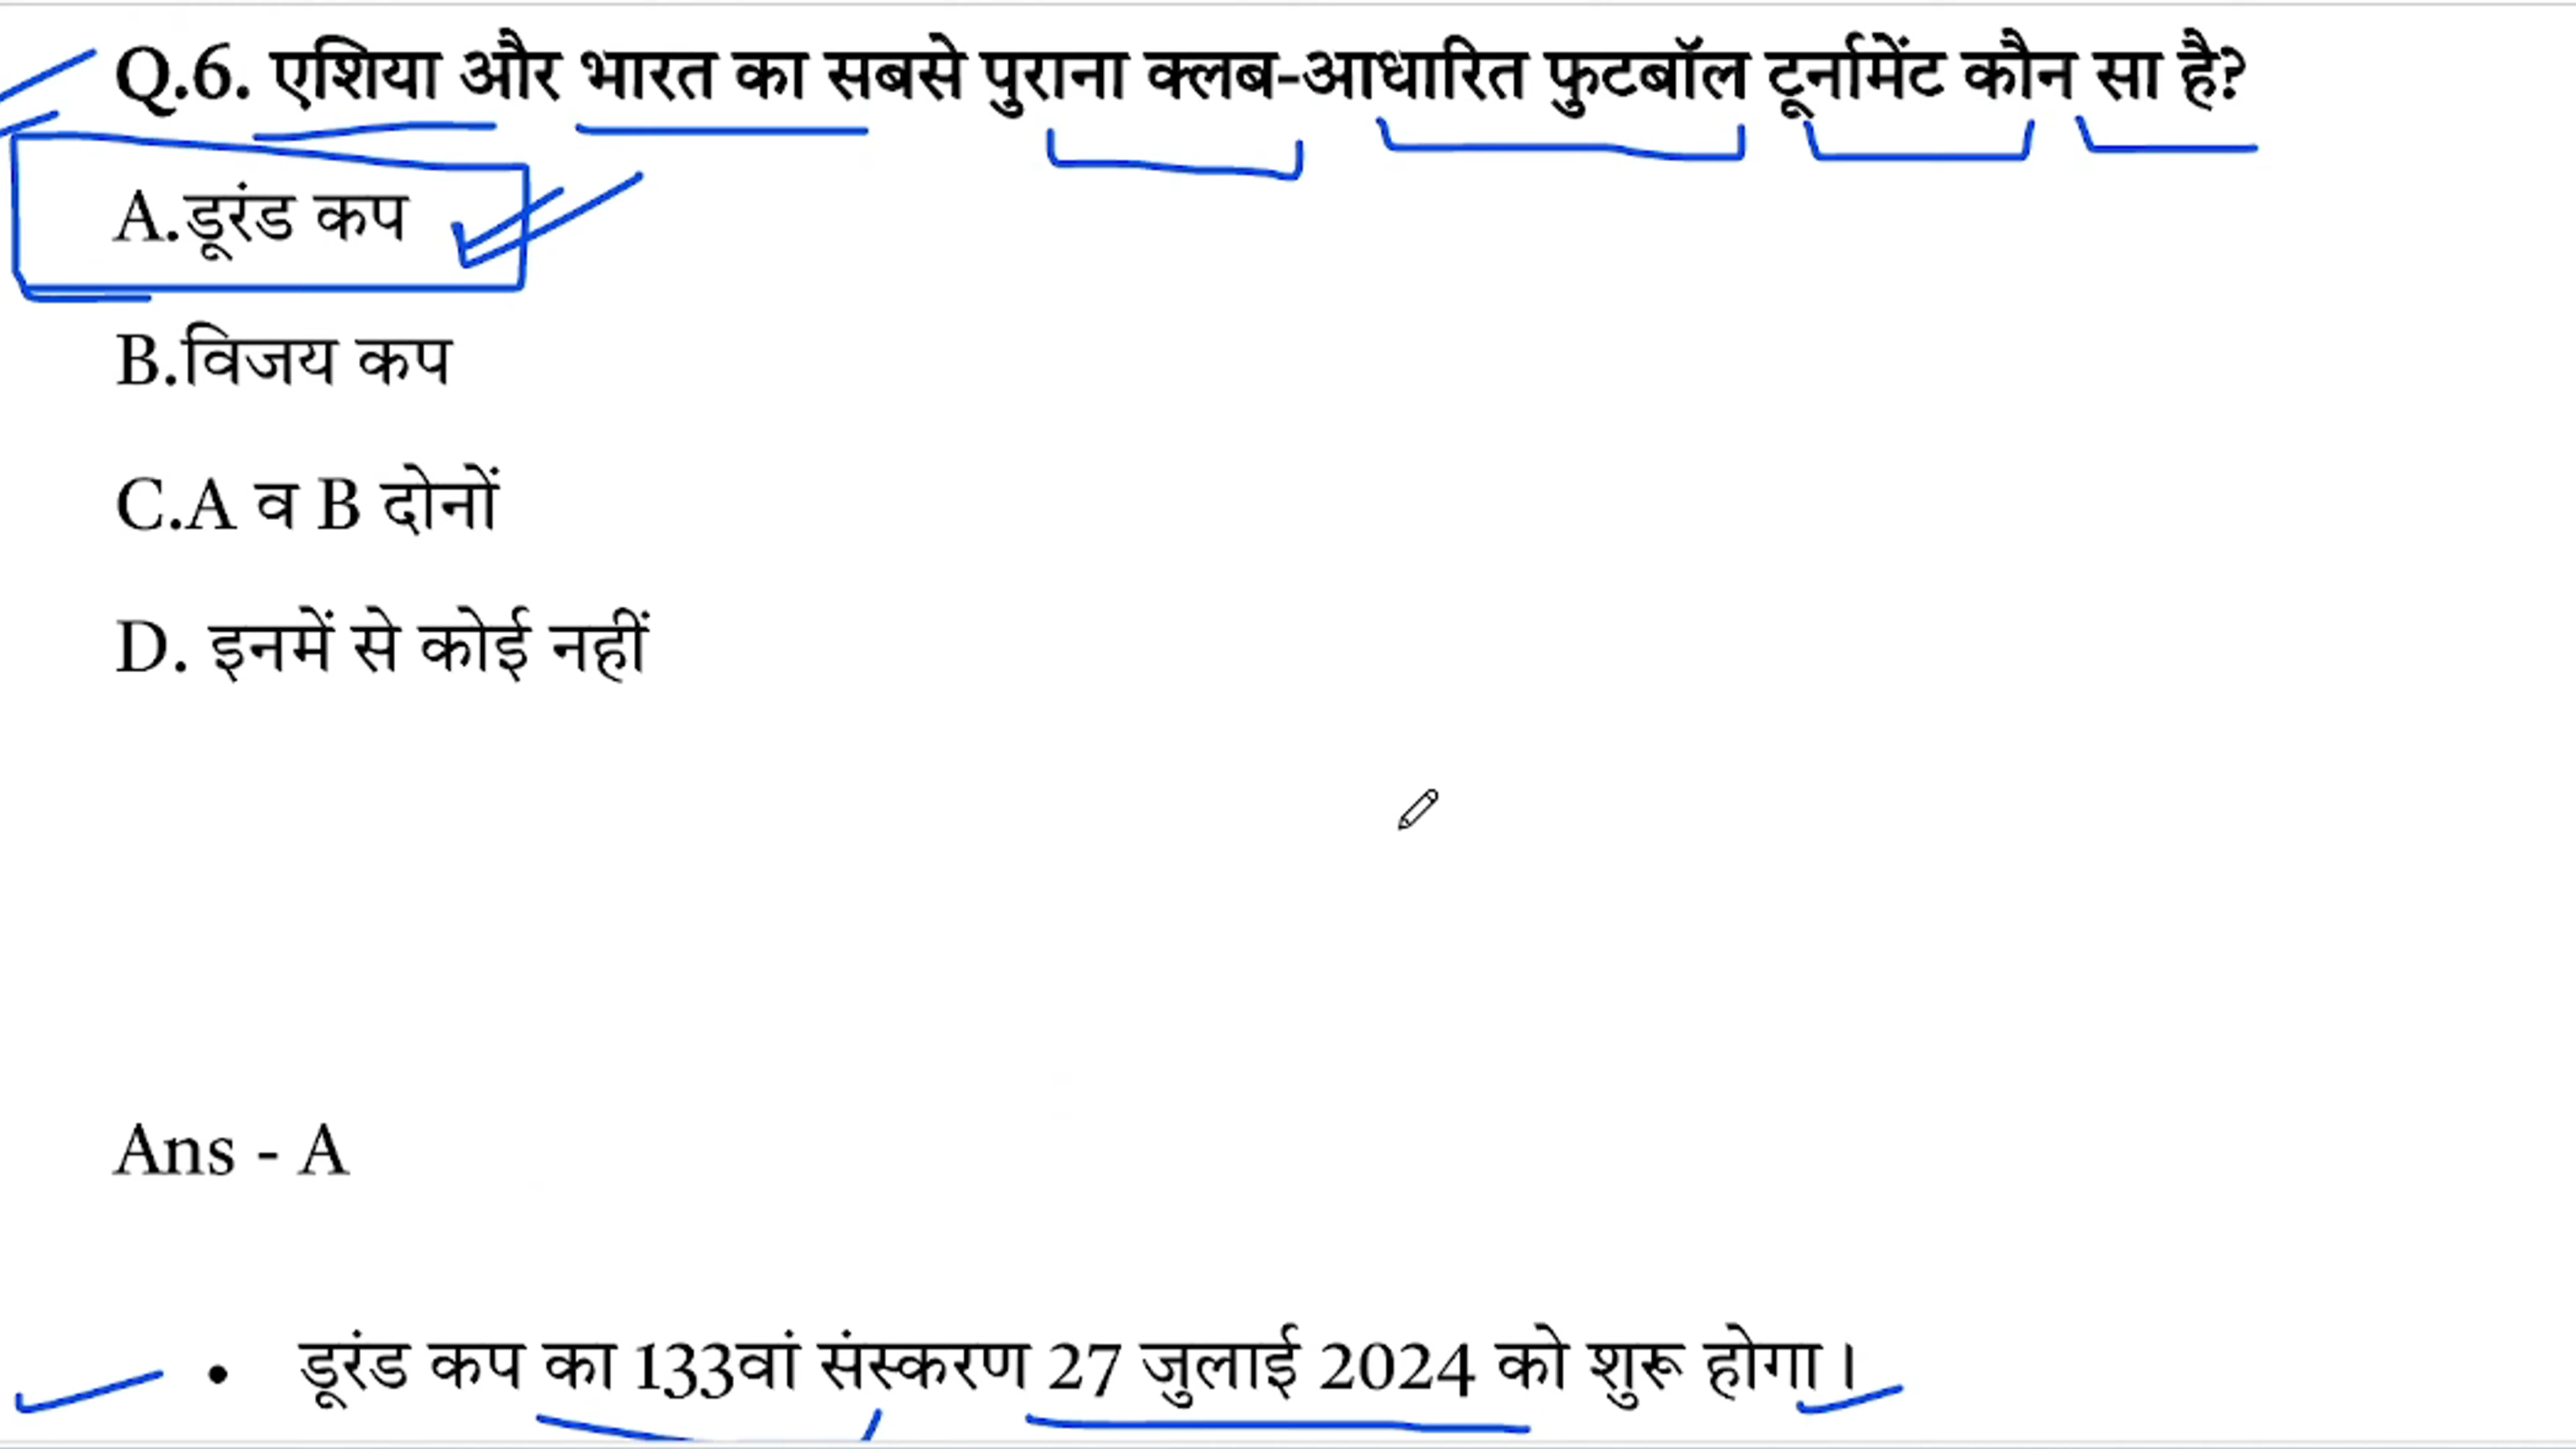 Q.6. एशिया और भारत का सबसे पुराना क्लब-आधारित फुटबॉल टूर्नामेंट कौन सा है?
A.डूरंड कप
B.विजय कप
C.A व B दोनों
D. इनमें से कोई नहीं
Ans - A
• डूरंड कप का 133वां संस्करण 27 जुलाई 2024 को शुरू होगा।